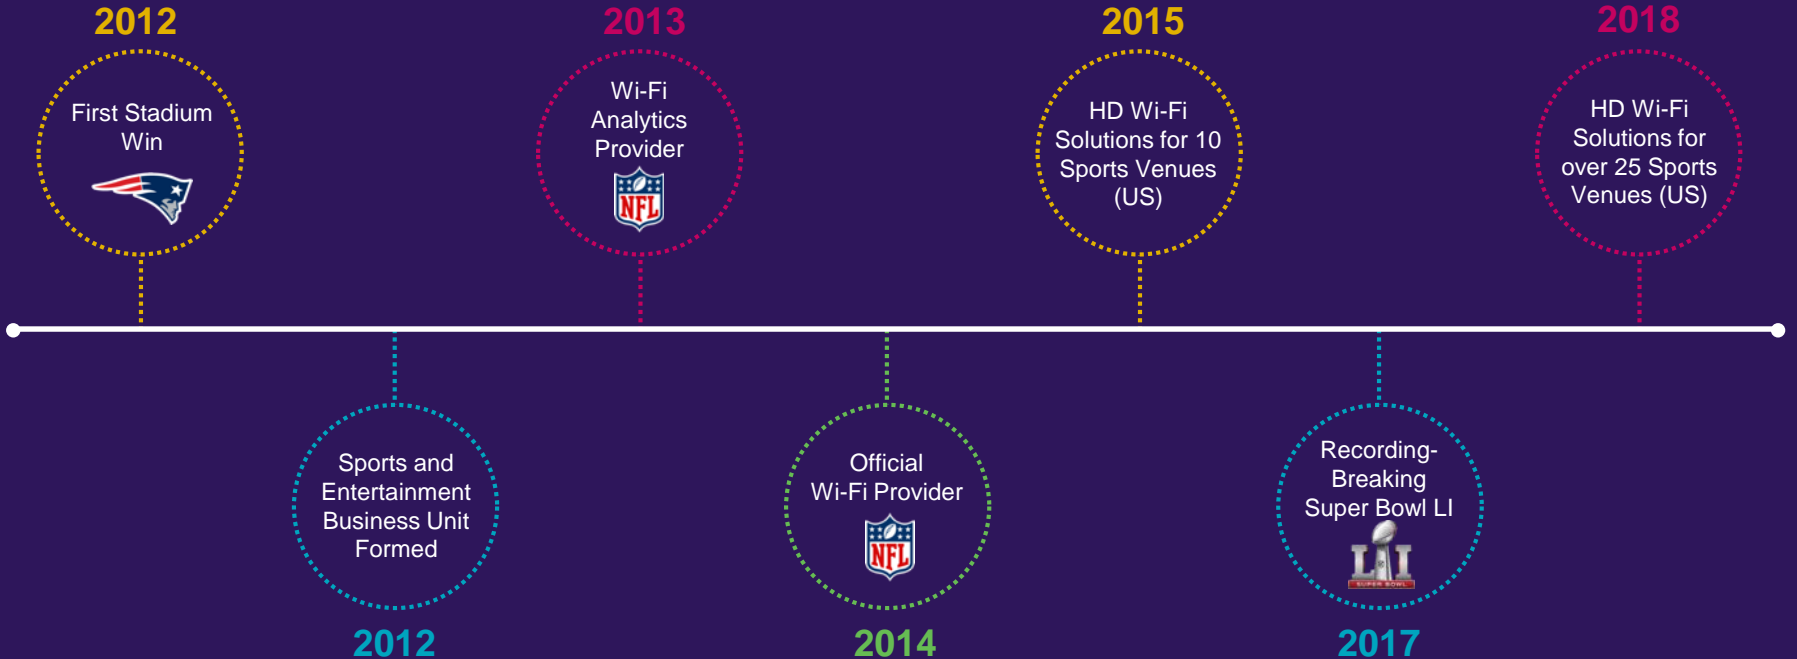 2012
First Stadium
Win
2012
Sports and
Entertainment
Business Unit
Formed
2013
Wi-Fi
Analytics
Provider
NFL
2014
Official
Wi-Fi Provider
NFL
2015
HD Wi-Fi
Solutions for 10
Sports Venues
(US)
2017
Recording-
Breaking
Super Bowl LI
LI
SUPER BOWL
2018
HD Wi-Fi
Solutions for
over 25 Sports
Venues (US)